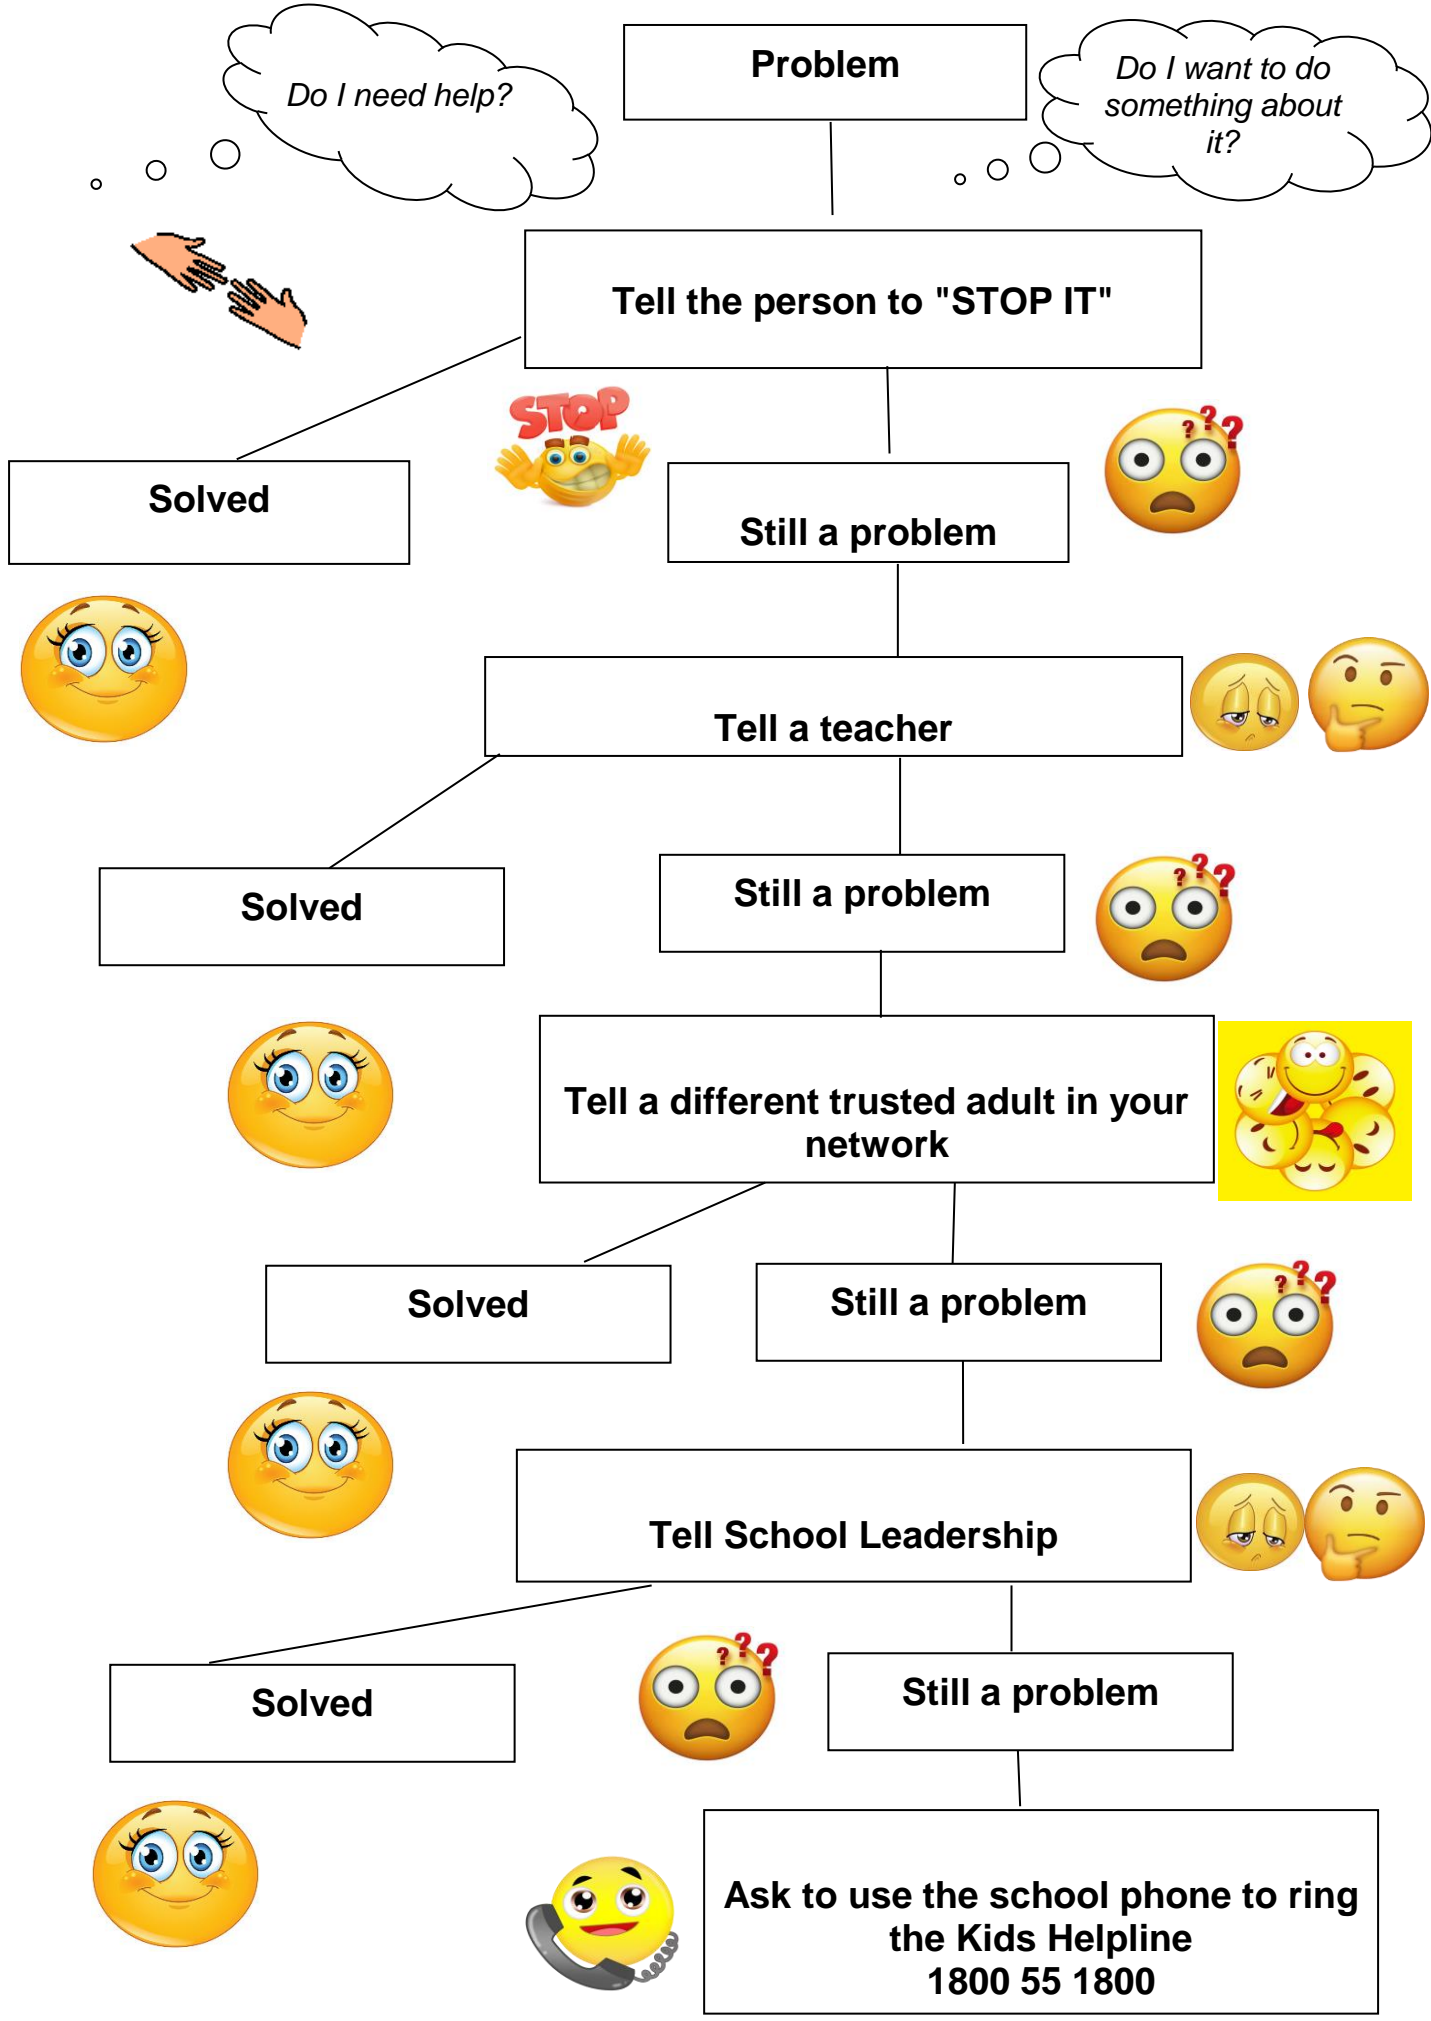 Do I need help?
Problem
Do I want to do
something about
it?
Tell the person to "STOP IT"
STOP
? ? ?
Solved
Still a problem
Tell a teacher
Solved
Still a problem
? ? ?
Tell a different trusted adult in your
network
Solved
Still a problem
? ? ?
Tell School Leadership
Solved
? ? ?
Still a problem
Ask to use the school phone to ring
the Kids Helpline
1800 55 1800